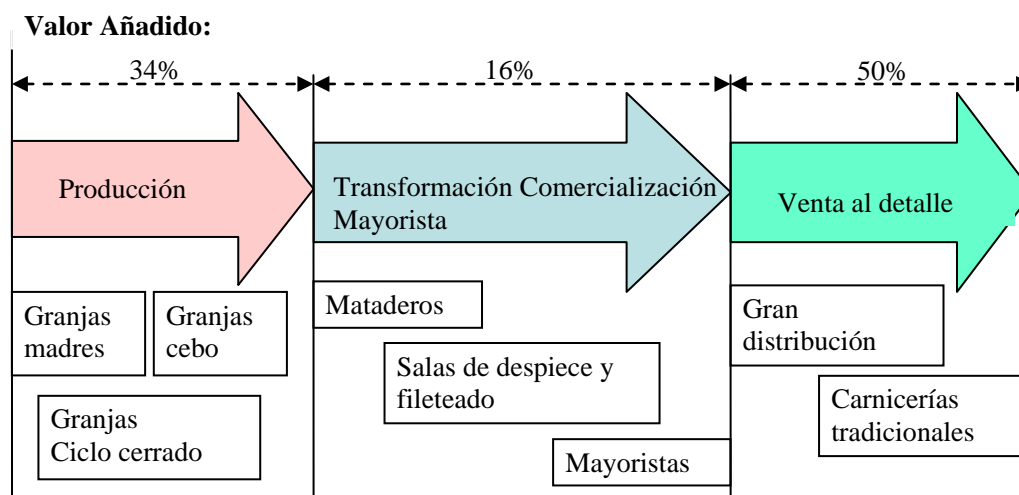 Valor Añadido:
34%
16%
50%
Producción
Transformación Comercialización
Mayorista
Venta al detalle
Granjas
madres
Granjas
cebo
Granjas
Ciclo cerrado
Mataderos
Salas de despiece y
fileteado
Mayoristas
Gran
distribución
Carnicerías
tradicionales